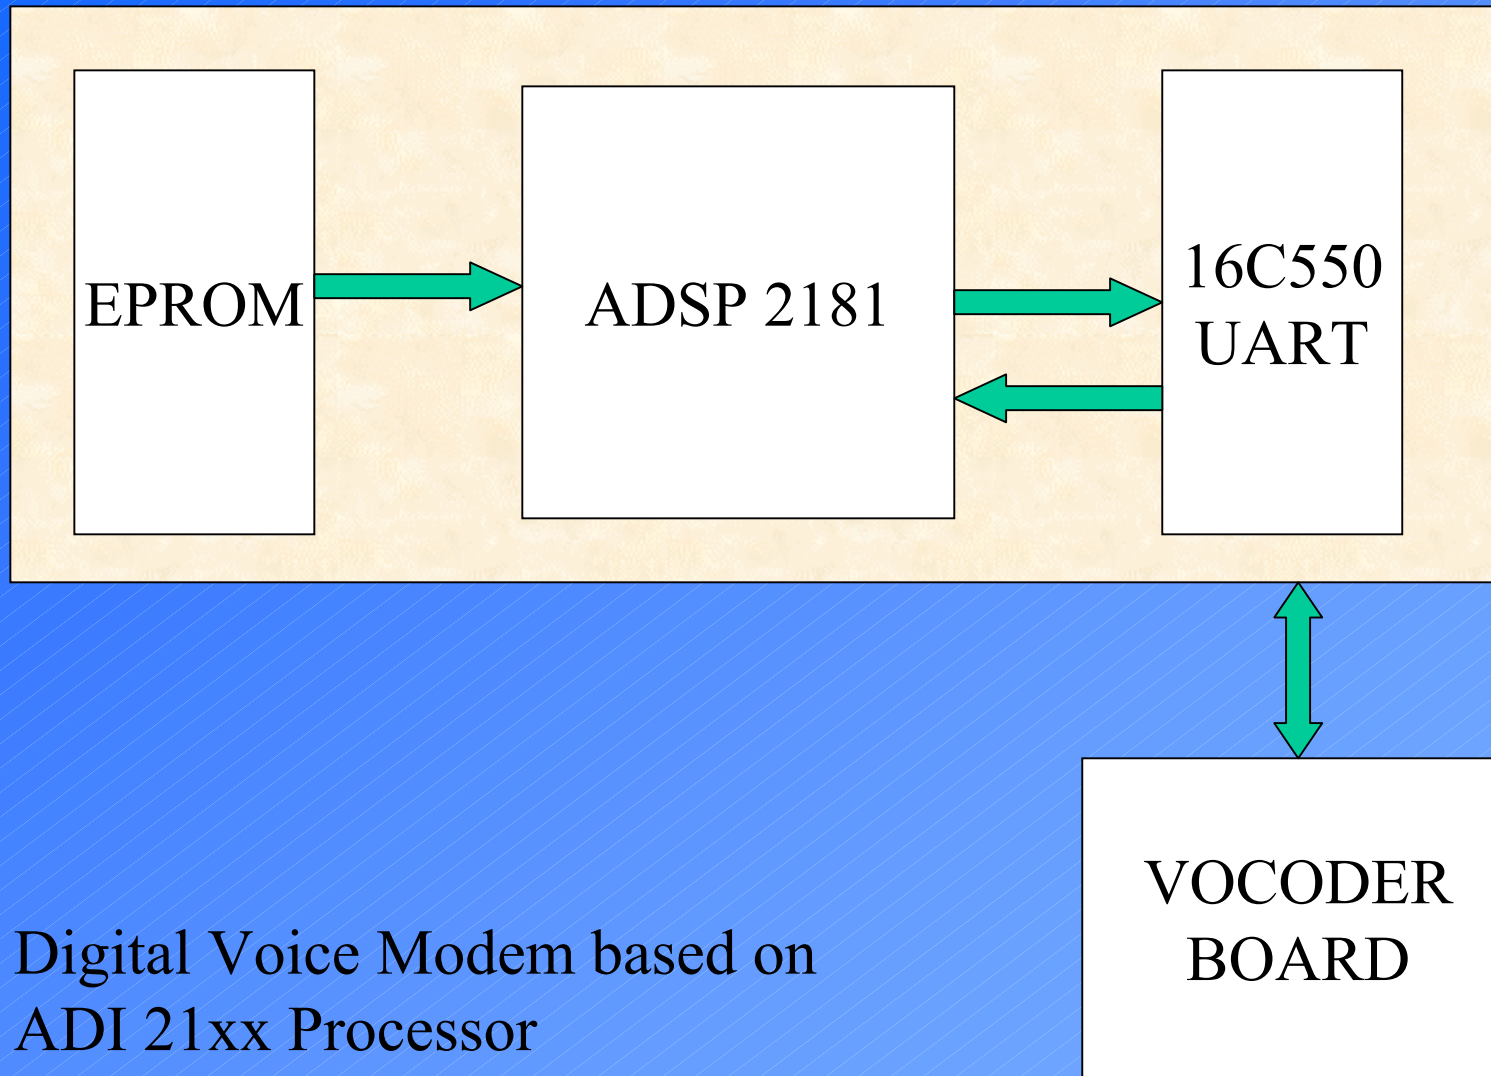 EPROM
ADSP 2181
16C550
UART
VOCODER
BOARD
Digital Voice Modem based on
ADI 21xx Processor